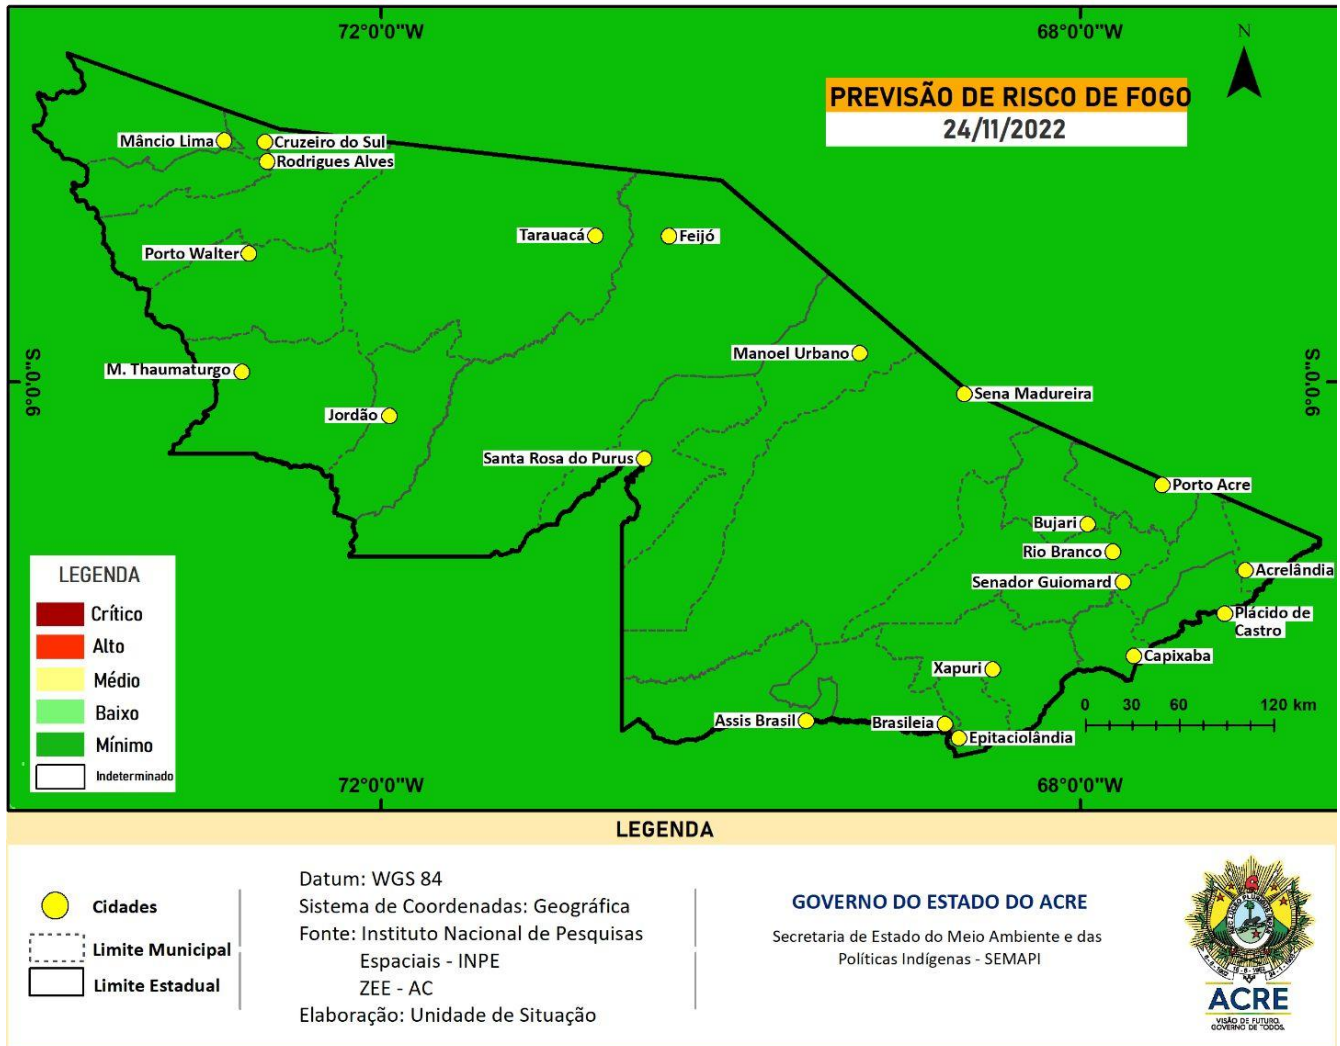 72°0'0"W
68°0'0"W
N
PREVISÃO DE RISCO DE FOGO
24/11/2022
Mâncio Lima
Cruzeiro do Sul
Rodrigues Alves
Tarauacá
Feijó
Porto Walter
Manoel Urbano
M. Thaumaturgo
9°0'0"S
9°0'0"S
Sena Madureira
Jordão
Santa Rosa do Purus
Porto Acre
Bujari
Rio Branco
Senador Guiomard
Acrelândia
Plácido de
Castro
Capixaba
Xapuri
Assis Brasil
Brasileia
Epitaciolândia
0 30 60 120 km
LEGENDA
Crítico
Alto
Médio
Baixo
Mínimo
Indeterminado
72°0'0"W
68°0'0"W
LEGENDA
Cidades
Limite Municipal
Limite Estadual
Datum: WGS 84
Sistema de Coordenadas: Geográfica
Fonte: Instituto Nacional de Pesquisas
Espaciais - INPE
ZEE - AC
Elaboração: Unidade de Situação
GOVERNO DO ESTADO DO ACRE
Secretaria de Estado do Meio Ambiente e das
Políticas Indígenas - SEMAPI
ACRE
VISÃO DE FUTURO.
GOVERNO DE TODOS.